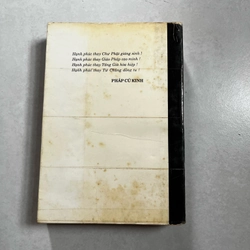 Hạnh phúc thay Chư Phật giáng sinh !
Hạnh phúc thay Giáo Pháp cao minh !
Hạnh phúc thay Tăng Già hòa hiệp !
Hạnh phúc thay Tứ Chúng đồng tu !
PHÁP CÚ KINH